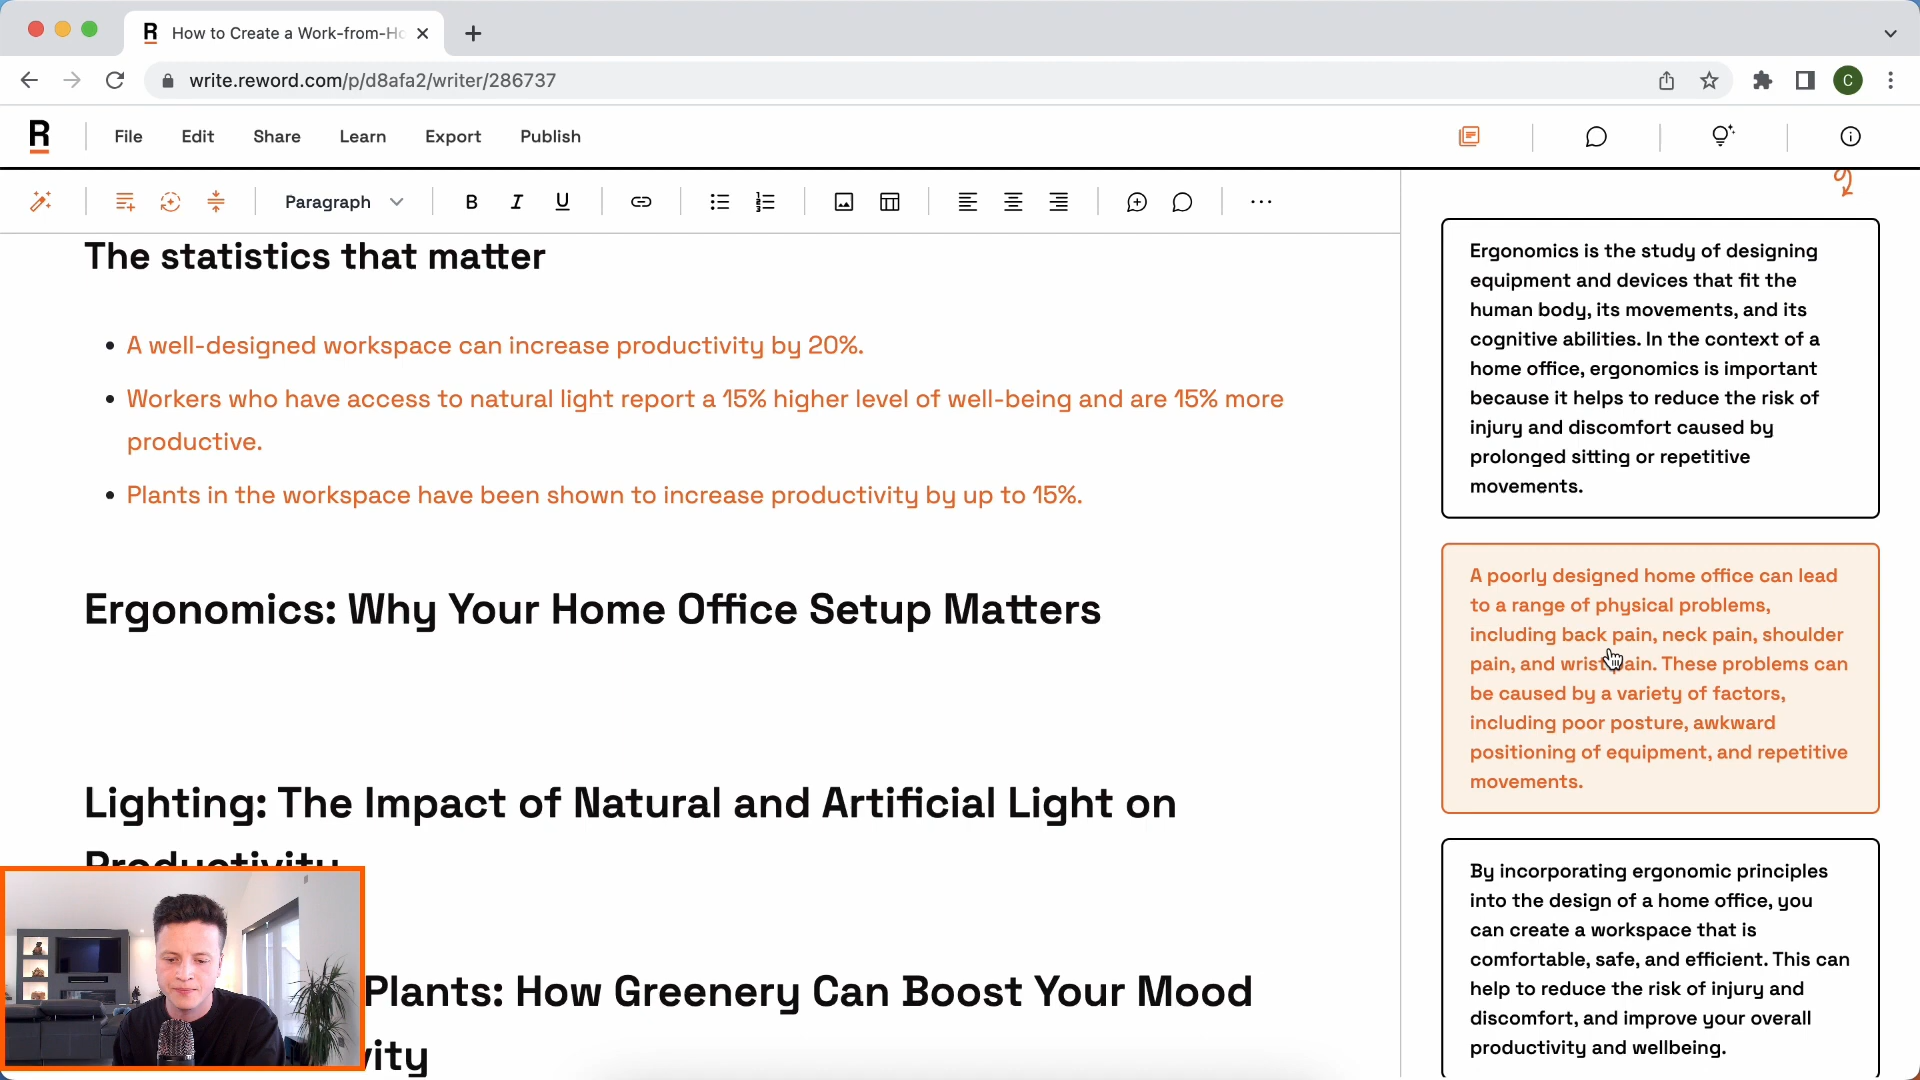 R How to Create a Work-from-Ho
write.reword.com/p/d8afa2/writer/286737
C
R File Edit Share Learn Export Publish
Paragraph B I U
The statistics that matter
• A well-designed workspace can increase productivity by 20%.
• Workers who have access to natural light report a 15% higher level of well-being and are 15% more
productive.
• Plants in the workspace have been shown to increase productivity by up to 15%.
Ergonomics: Why Your Home Office Setup Matters
Lighting: The Impact of Natural and Artificial Light on
Productivity
Plants: How Greenery Can Boost Your Mood
vity
Ergonomics is the study of designing
equipment and devices that fit the
human body, its movements, and its
cognitive abilities. In the context of a
home office, ergonomics is important
because it helps to reduce the risk of
injury and discomfort caused by
prolonged sitting or repetitive
movements.
A poorly designed home office can lead
to a range of physical problems,
including back pain, neck pain, shoulder
pain, and wrist pain. These problems can
be caused by a variety of factors,
including poor posture, awkward
positioning of equipment, and repetitive
movements.
By incorporating ergonomic principles
into the design of a home office, you
can create a workspace that is
comfortable, safe, and efficient. This can
help to reduce the risk of injury and
discomfort, and improve your overall
productivity and wellbeing.